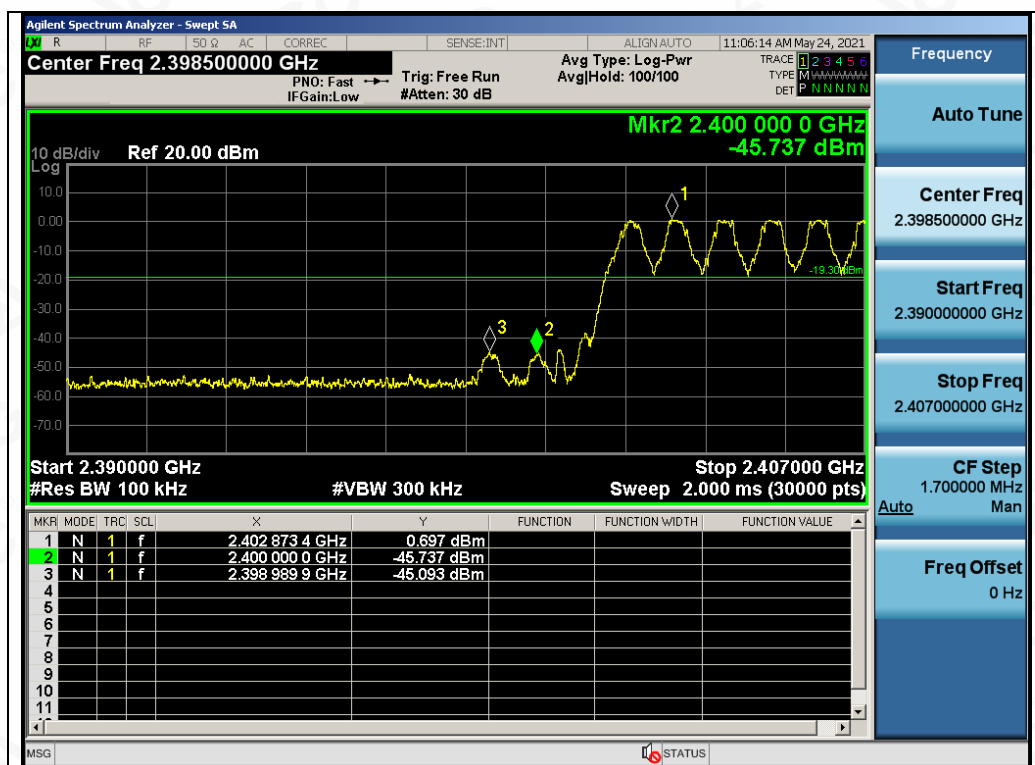 Agilent Spectrum Analyzer - Swept SA
LXI R RF 50 Ω AC CORREC SENSE:INT ALIGN AUTO 11:06:14 AM May 24, 2021
Center Freq 2.398500000 GHz
PNO: Fast
IFGain:Low
Trig: Free Run
#Atten: 30 dB
Avg Type: Log-Pwr
Avg|Hold: 100/100
TRACE 1 2 3 4 5 6
TYPE M
DET P N N N N N
Mkr2 2.400 000 0 GHz
-45.737 dBm
10 dB/div Ref 20.00 dBm
Log
10.0
0.00
-10.0
-20.0
-30.0
-40.0
-50.0
-60.0
-70.0
1
-19.30 dBm
3
2
Start 2.390000 GHz Stop 2.407000 GHz
#Res BW 100 kHz #VBW 300 kHz Sweep 2.000 ms (30000 pts)
MKR MODE TRC SCL X Y FUNCTION FUNCTION WIDTH FUNCTION VALUE
1 N 1 f 2.402 873 4 GHz 0.697 dBm
2 N 1 f 2.400 000 0 GHz -45.737 dBm
3 N 1 f 2.398 989 9 GHz -45.093 dBm
4
5
6
7
8
9
10
11
MSG STATUS
Frequency
Auto Tune
Center Freq
2.398500000 GHz
Start Freq
2.390000000 GHz
Stop Freq
2.407000000 GHz
CF Step
1.700000 MHz
Auto Man
Freq Offset
0 Hz